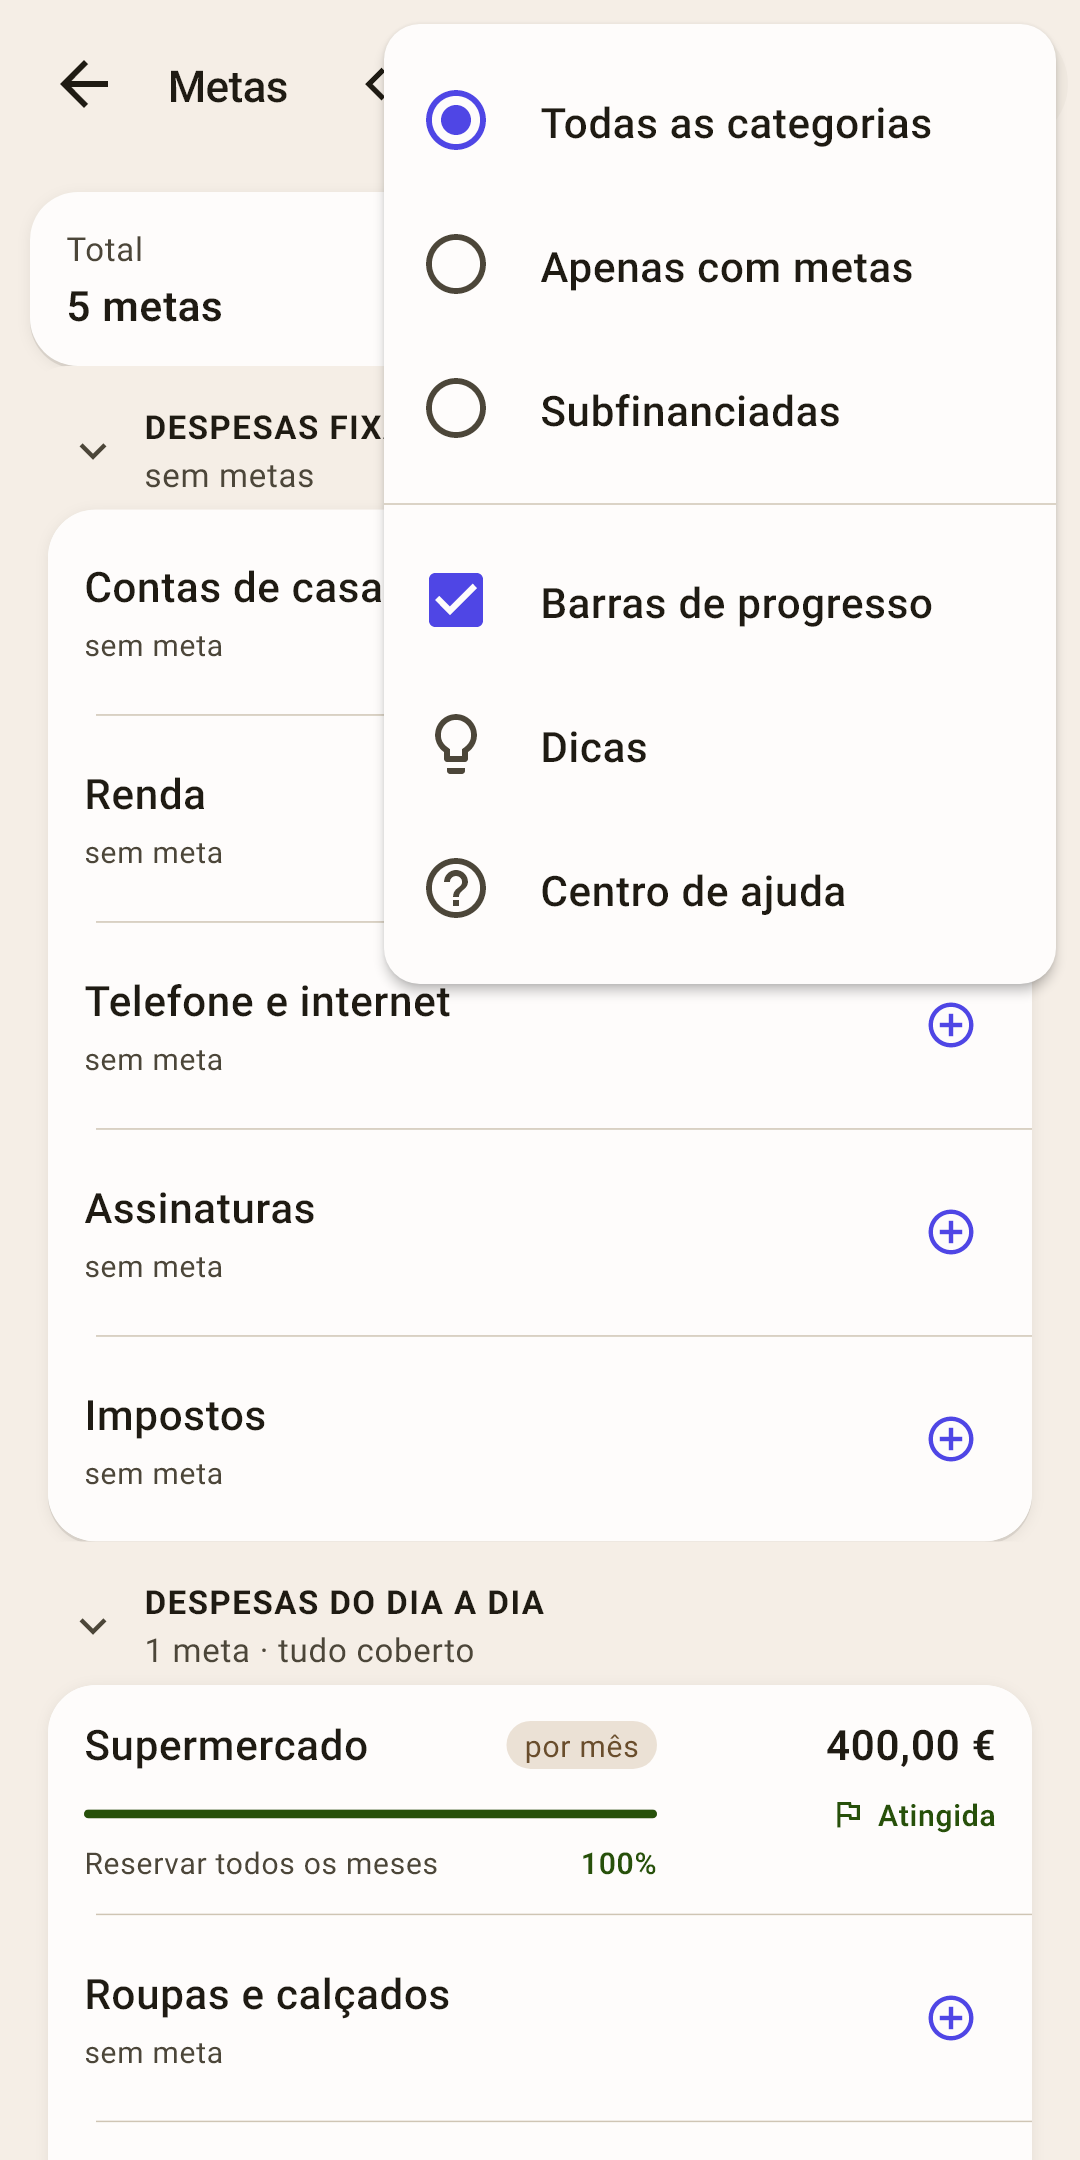 Metas
Todas as categorias
Apenas com metas
Subfinanciadas
Barras de progresso
Dicas
Centro de ajuda
Total
5 metas
DESPESAS FIX
sem metas
Contas de casa
sem meta
Renda
sem meta
Telefone e internet
sem meta
Assinaturas
sem meta
Impostos
sem meta
DESPESAS DO DIA A DIA
1 meta · tudo coberto
Supermercado por mês 400,00 €
Atingida
Reservar todos os meses 100%
Roupas e calçados
sem meta